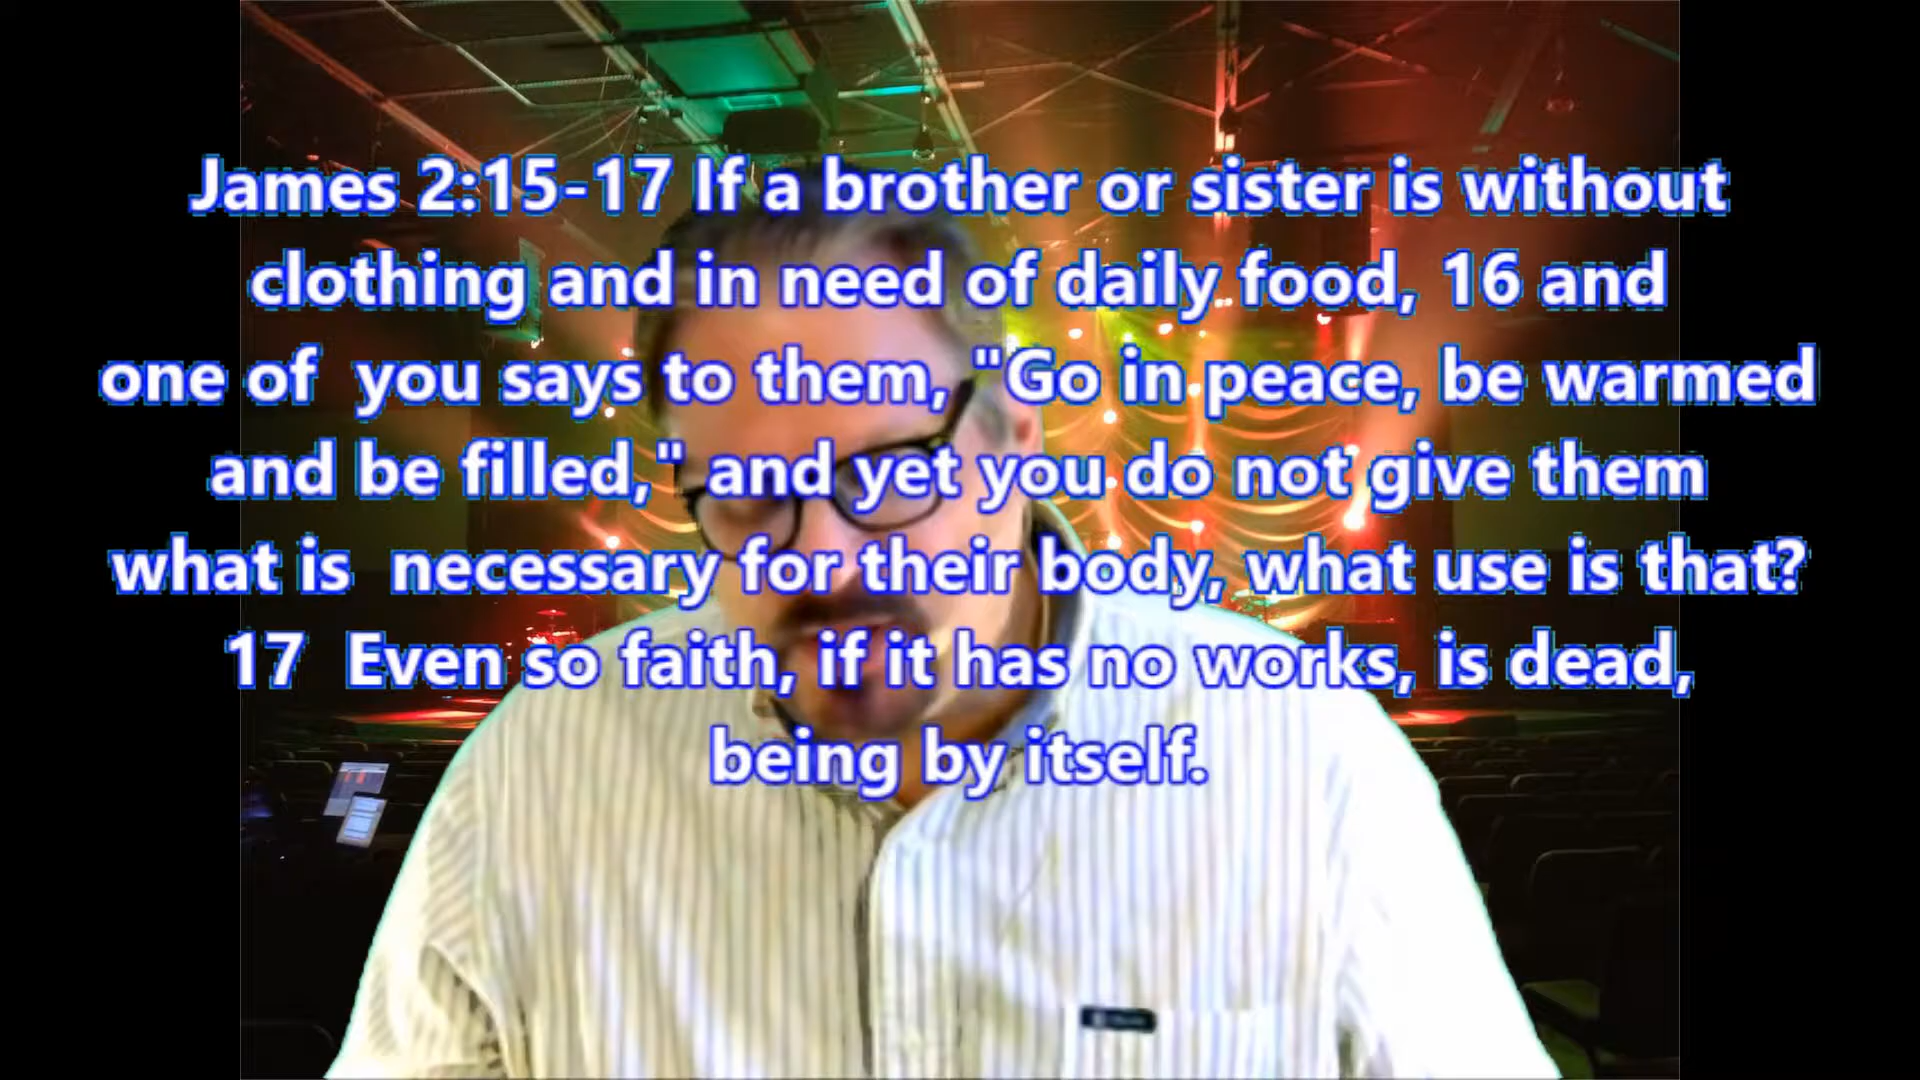 James 2:15-17 If a brother or sister is without
clothing and in need of daily food, 16 and
one of  you says to them, "Go in peace, be warmed
and be filled," and yet you do not give them
what is  necessary for their body, what use is that?
17  Even so faith, if it has no works, is dead,
being by itself.